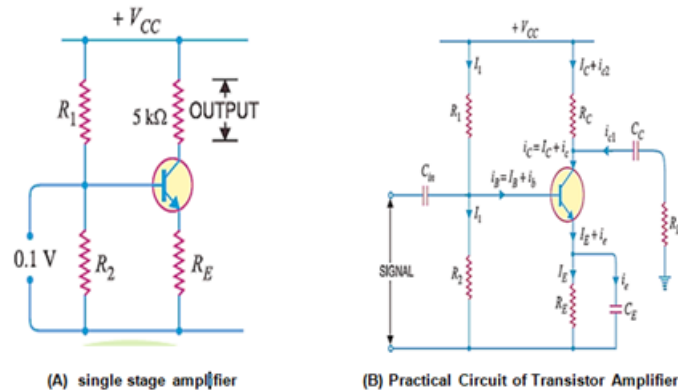 + V_CC
R_1
5 kΩ
OUTPUT
0.1 V
R_2
R_E
(A) single stage amplifier
+V_CC
I_1
I_C + i_c2
R_1
R_C
C_C
i_c1
i_C = I_C + i_c
C_in
i_B = I_B + i_b
I_1
I_E + i_e
SIGNAL
R_2
I_E
i_e
R_E
C_E
(B) Practical Circuit of Transistor Amplifier